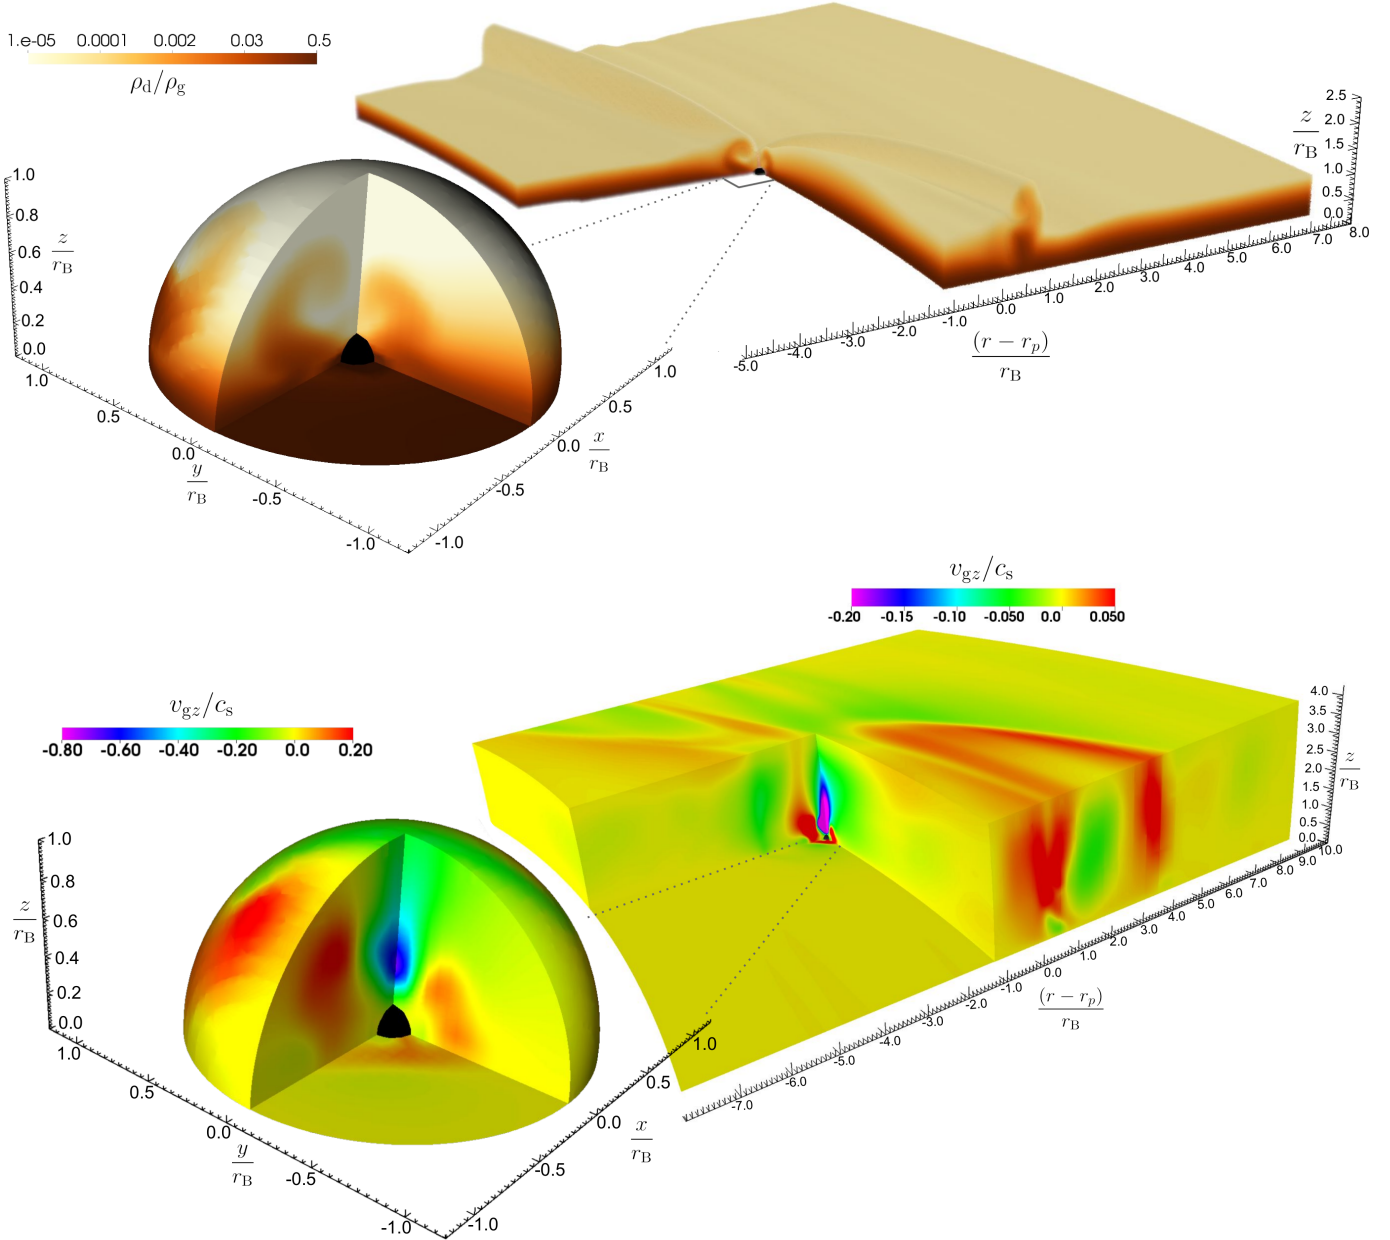 1.e-05 0.0001 0.002 0.03 0.5
ρd/ρg
2.5
2.0
1.5
1.0
0.5
0.0
z
rB
-5.0 -4.0 -3.0 -2.0 -1.0 0.0 1.0 2.0 3.0 4.0 5.0 6.0 7.0 8.0
(r − rp)
rB
1.0
0.8
0.6
0.4
0.2
0.0
z
rB
1.0 0.5 0.0 -0.5 -1.0
y
rB
-1.0 -0.5 0.0 0.5 1.0
x
rB
vgz/cs
-0.20 -0.15 -0.10 -0.050 0.0 0.050
4.0
3.5
3.0
2.5
2.0
1.5
1.0
0.5
0.0
z
rB
-7.0 -6.0 -5.0 -4.0 -3.0 -2.0 -1.0 0.0 1.0 2.0 3.0 4.0 5.0 6.0 7.0 8.0 9.0 10.0
(r − rp)
rB
vgz/cs
-0.80 -0.60 -0.40 -0.20 0.0 0.20
1.0
0.8
0.6
0.4
0.2
0.0
z
rB
1.0 0.5 0.0 -0.5 -1.0
y
rB
-1.0 -0.5 0.0 0.5 1.0
x
rB